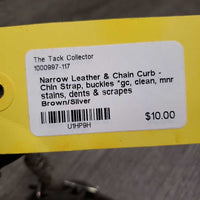 The Tack Collector
1000997-117
Narrow Leather & Chain Curb -
Chin Strap, buckles *gc, clean, mnr
stains, dents & scrapes
Brown/Sliver
$10.00
U1HP9H